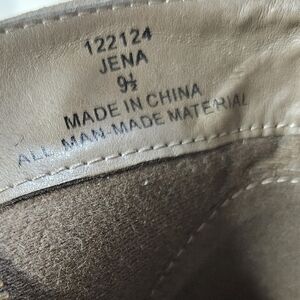 122124
JENA
9½
MADE IN CHINA
ALL MAN-MADE MATERIAL